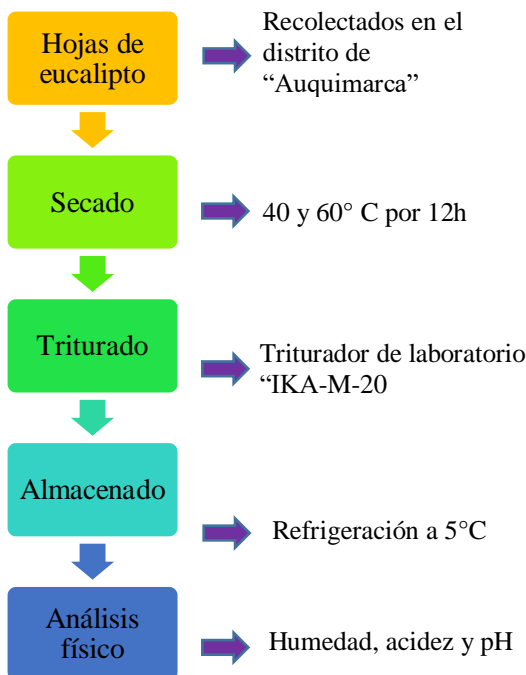 Hojas de
eucalipto
Recolectados en el
distrito de
“Auquimarca”
Secado
40 y 60° C por 12h
Triturado
Triturador de laboratorio
“IKA-M-20
Almacenado
Refrigeración a 5°C
Análisis
físico
Humedad, acidez y pH